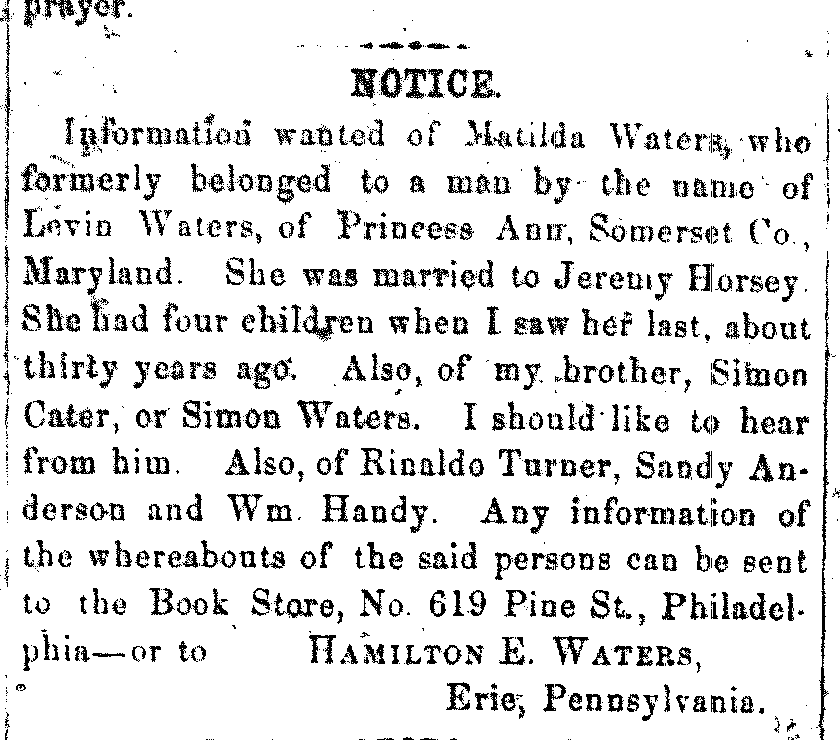 prayer.
NOTICE.
Information wanted of Matilda Waters, who
formerly belonged to a man by the name of
Levin Waters, of Princess Ann, Somerset Co.,
Maryland. She was married to Jeremy Horsey.
She had four children when I saw her last, about
thirty years ago. Also, of my brother, Simon
Cater, or Simon Waters. I should like to hear
from him. Also, of Rinaldo Turner, Sandy An-
derson and Wm. Handy. Any information of
the whereabouts of the said persons can be sent
to the Book Store, No. 619 Pine St., Philadel-
phia—or to HAMILTON E. WATERS,
Erie, Pennsylvania.